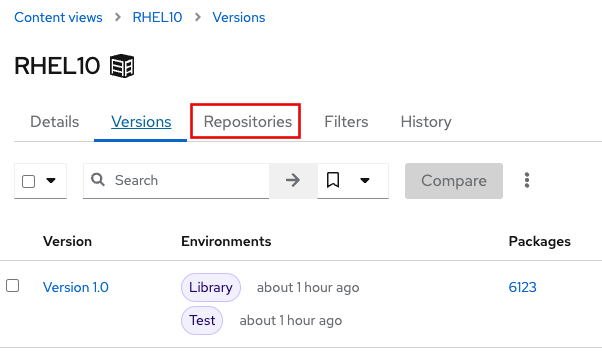 Content views > RHEL10 > Versions
RHEL10
Details Versions Repositories Filters History
Search Compare
Version Environments Packages
Version 1.0 Library about 1 hour ago 6123
Test about 1 hour ago